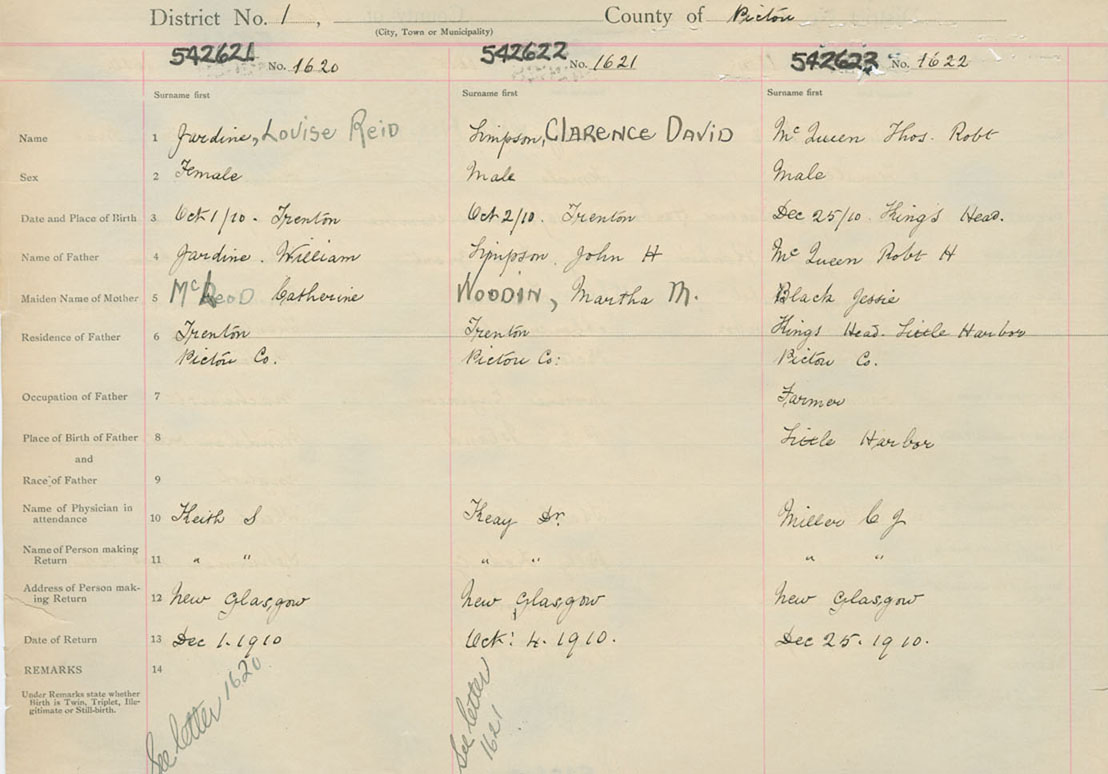 District No. 1, County of Pictou
(City, Town or Municipality)
542621 No. 1620 542622 No. 1621 542623 No. 1622
Surname first Surname first Surname first
Name 1 Jardine, Louise Reid Simpson, CLARENCE DAVID McQueen Thos. Robt
Sex 2 Female Male Male
Date and Place of Birth 3 Oct 1/10 - Trenton Oct 2/10. Trenton Dec 25/10 King's Head.
Name of Father 4 Jardine. William Simpson. John H McQueen Robt H
Maiden Name of Mother 5 McLeod Catherine WOODIN, Martha M. Black Jessie
Residence of Father 6 Trenton Trenton Kings Head. Little Harbor
Pictou Co. Pictou Co: Pictou Co.
Occupation of Father 7 Farmer
Place of Birth of Father 8 Little Harbor
and
Race of Father 9
Name of Physician in
attendance 10 Keith S Keay Dr. Miller C J
Name of Person making
Return 11 " " " " " "
Address of Person mak-
ing Return 12 New Glasgow New Glasgow New Glasgow
Date of Return 13 Dec 1. 1910 Oct: 4. 1910. Dec 25. 1910.
REMARKS 14
Under Remarks state whether
Birth is Twin, Triplet, Ille-
gitimate or Still-birth.
See letter 1620
See letter
1621